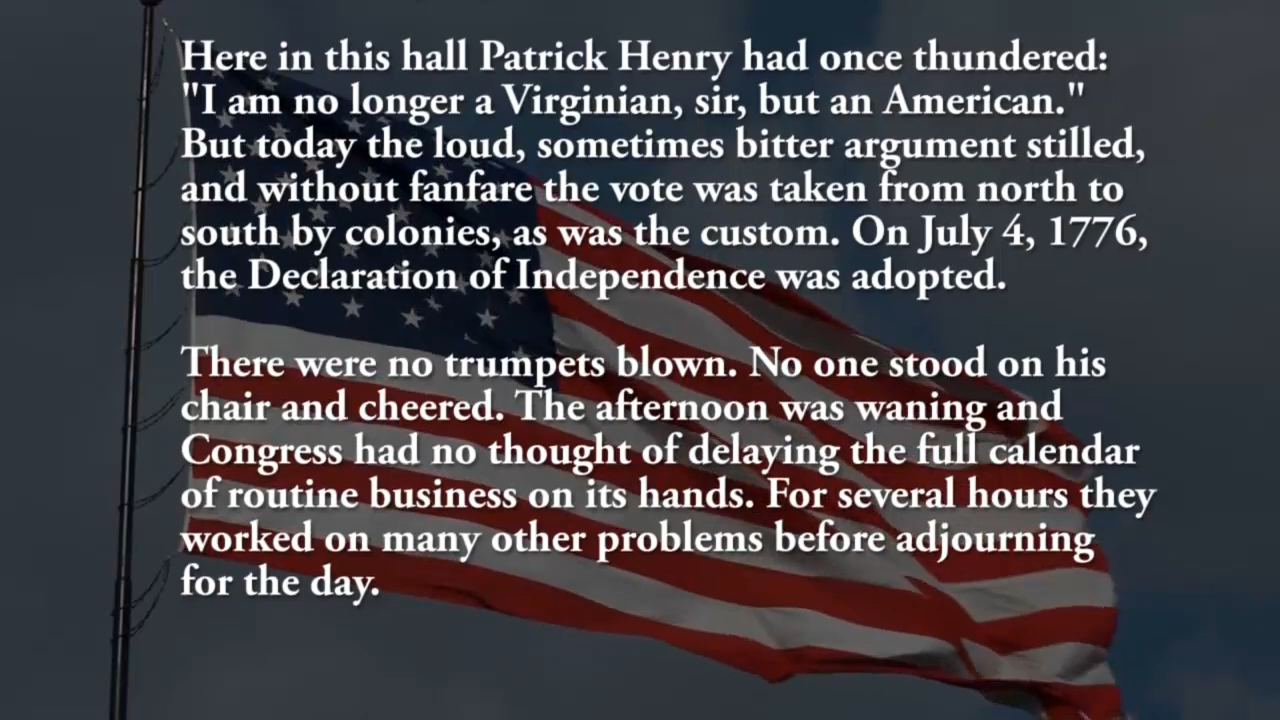 Here in this hall Patrick Henry had once thundered:
"I am no longer a Virginian, sir, but an American."
But today the loud, sometimes bitter argument stilled,
and without fanfare the vote was taken from north to
south by colonies, as was the custom. On July 4, 1776,
the Declaration of Independence was adopted.
There were no trumpets blown. No one stood on his
chair and cheered. The afternoon was waning and
Congress had no thought of delaying the full calendar
of routine business on its hands. For several hours they
worked on many other problems before adjourning
for the day.